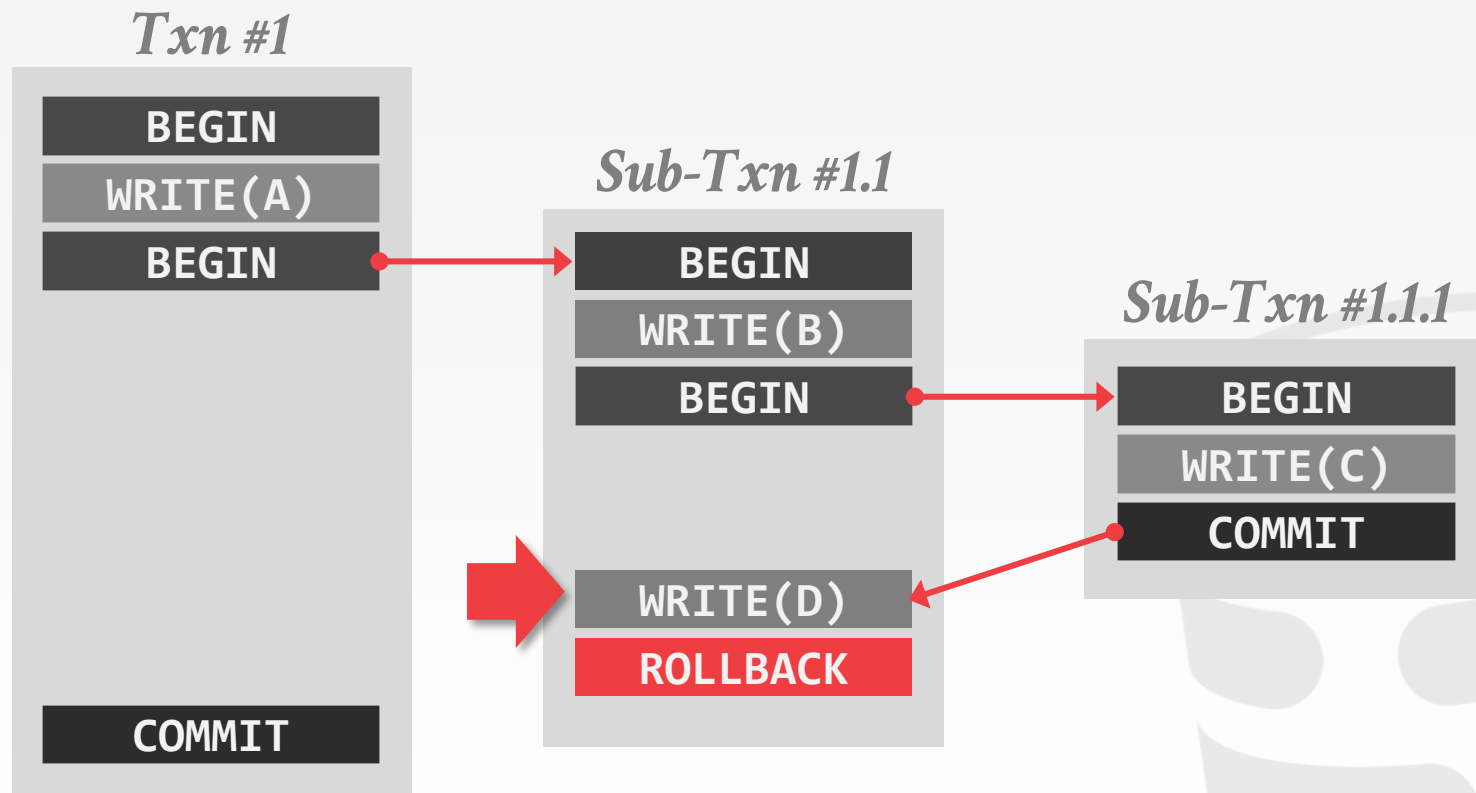 Txn #1
BEGIN
WRITE(A)
BEGIN
COMMIT
Sub-Txn #1.1
BEGIN
WRITE(B)
BEGIN
WRITE(D)
ROLLBACK
Sub-Txn #1.1.1
BEGIN
WRITE(C)
COMMIT